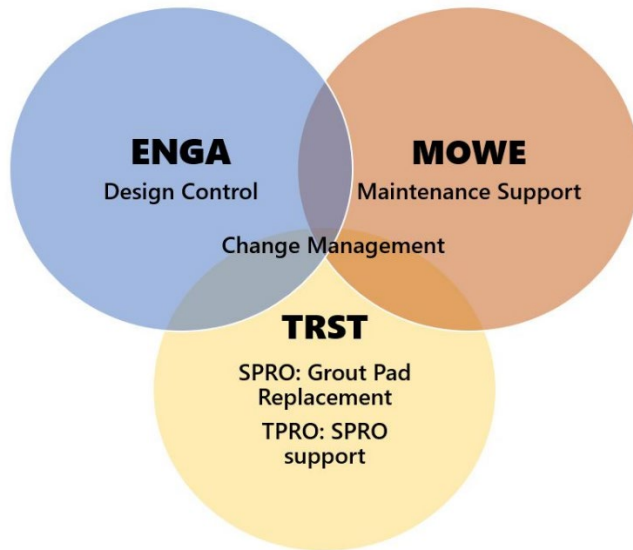 ENGA
Design Control
MOWE
Maintenance Support
Change Management
TRST
SPRO: Grout Pad
Replacement
TPRO: SPRO
support